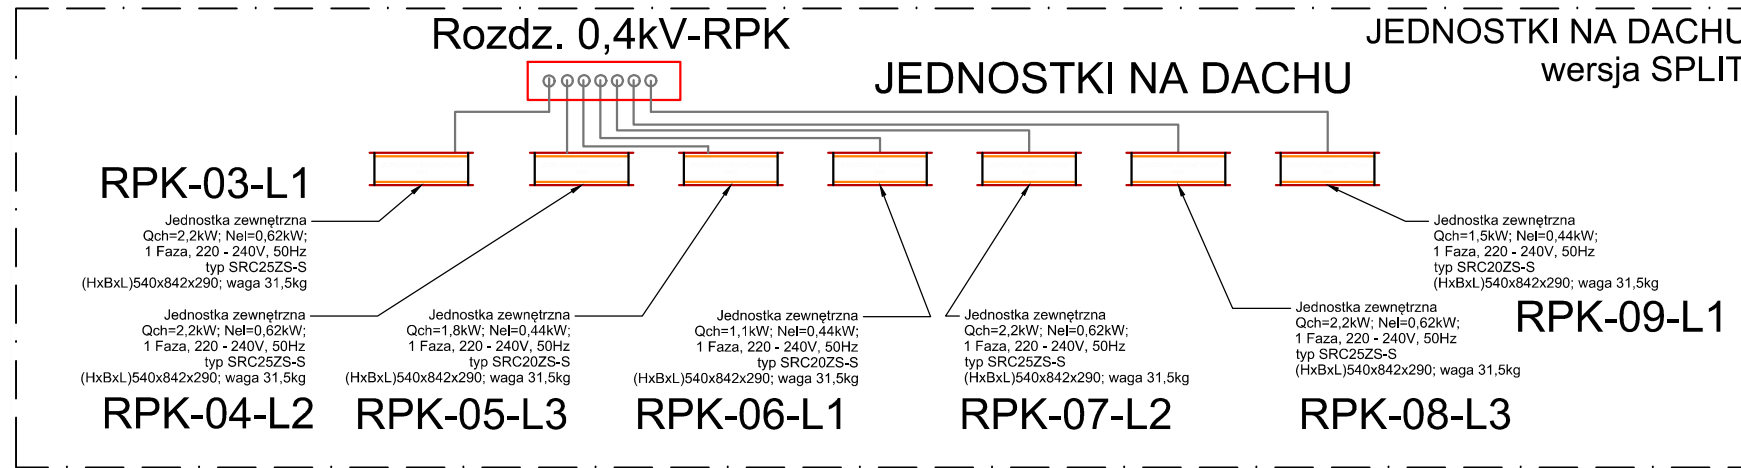 Rozdz. 0,4kV-RPK
JEDNOSTKI NA DACHU
JEDNOSTKI NA DACHU
wersja SPLIT
RPK-03-L1
Jednostka zewnętrzna
Qch=2,2kW; Nel=0,62kW;
1 Faza, 220 - 240V, 50Hz
typ SRC25ZS-S
(HxBxL)540x842x290; waga 31,5kg
Jednostka zewnętrzna
Qch=2,2kW; Nel=0,62kW;
1 Faza, 220 - 240V, 50Hz
typ SRC25ZS-S
(HxBxL)540x842x290; waga 31,5kg
RPK-04-L2
Jednostka zewnętrzna
Qch=1,8kW; Nel=0,44kW;
1 Faza, 220 - 240V, 50Hz
typ SRC20ZS-S
(HxBxL)540x842x290; waga 31,5kg
RPK-05-L3
Jednostka zewnętrzna
Qch=1,1kW; Nel=0,44kW;
1 Faza, 220 - 240V, 50Hz
typ SRC20ZS-S
(HxBxL)540x842x290; waga 31,5kg
RPK-06-L1
Jednostka zewnętrzna
Qch=2,2kW; Nel=0,62kW;
1 Faza, 220 - 240V, 50Hz
typ SRC25ZS-S
(HxBxL)540x842x290; waga 31,5kg
RPK-07-L2
Jednostka zewnętrzna
Qch=2,2kW; Nel=0,62kW;
1 Faza, 220 - 240V, 50Hz
typ SRC25ZS-S
(HxBxL)540x842x290; waga 31,5kg
RPK-08-L3
Jednostka zewnętrzna
Qch=1,5kW; Nel=0,44kW;
1 Faza, 220 - 240V, 50Hz
typ SRC20ZS-S
(HxBxL)540x842x290; waga 31,5kg
RPK-09-L1